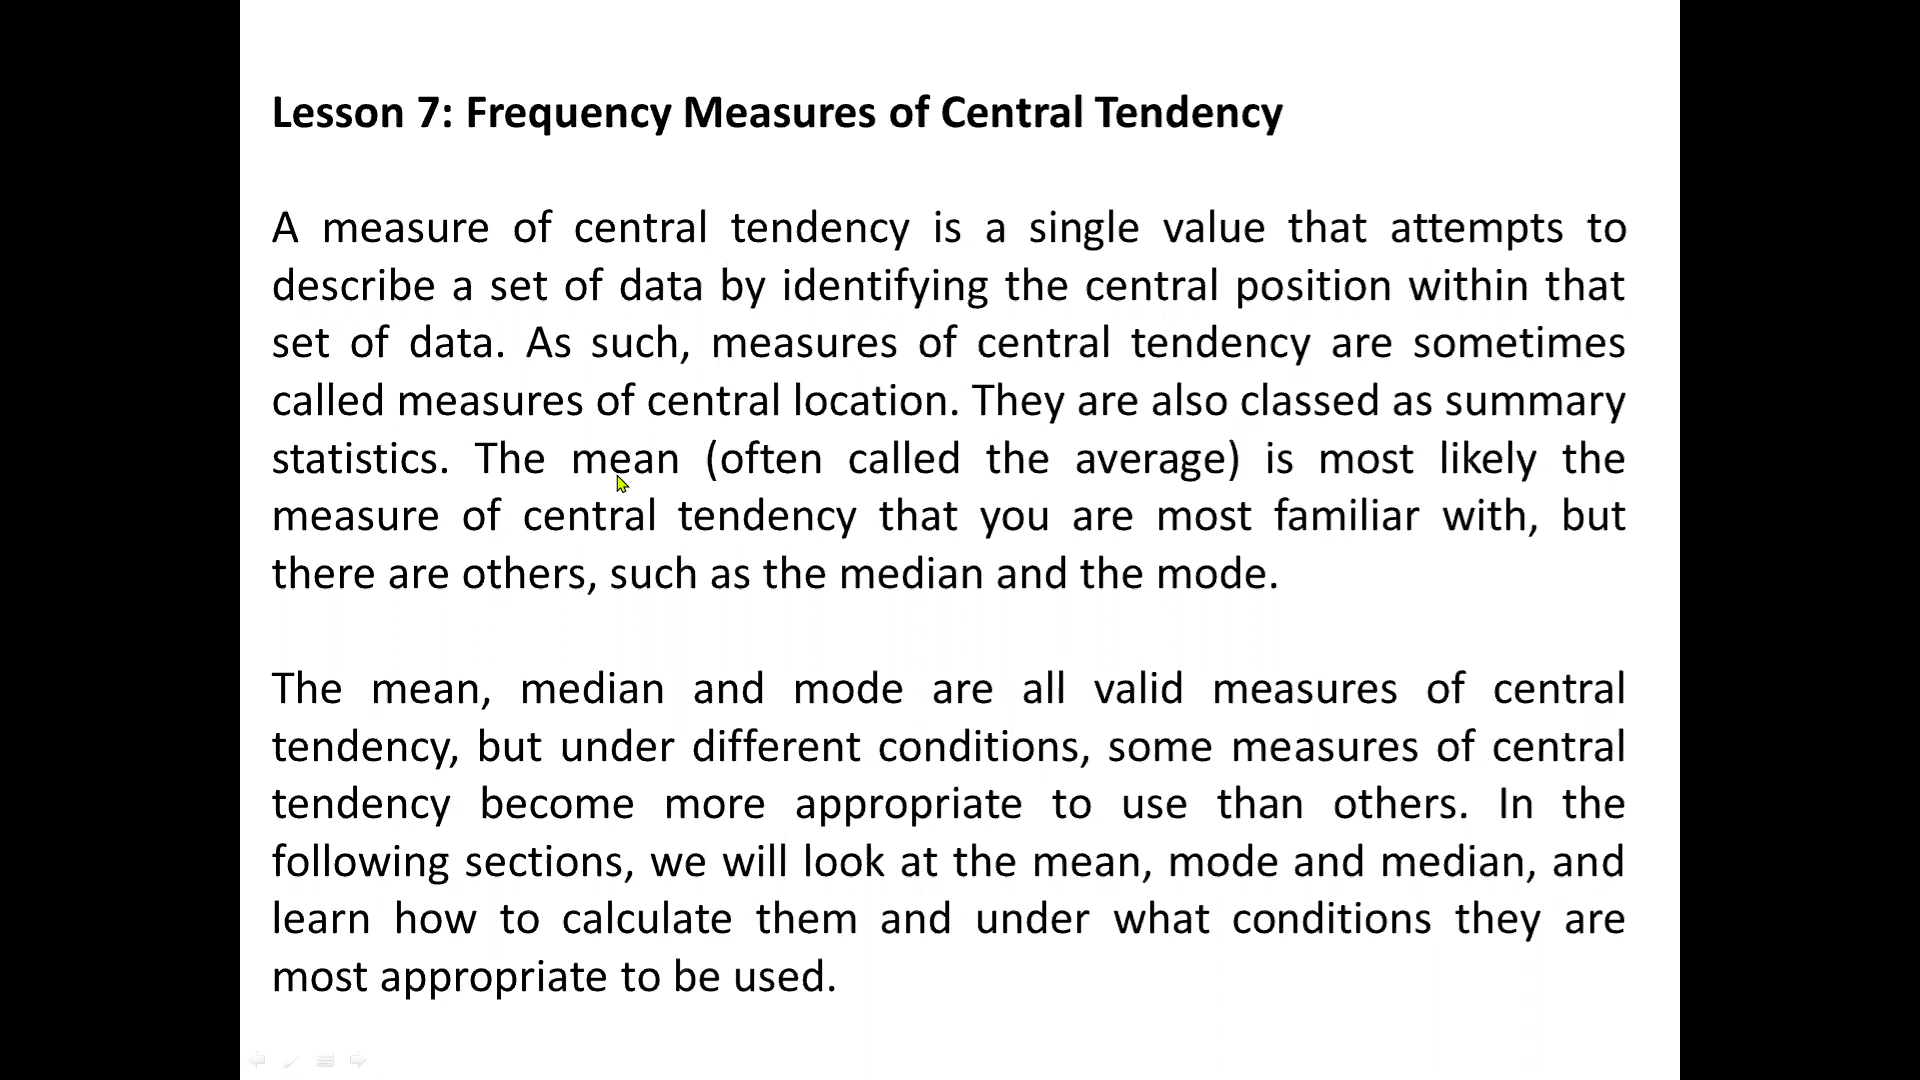 Lesson 7: Frequency Measures of Central Tendency
A measure of central tendency is a single value that attempts to
describe a set of data by identifying the central position within that
set of data. As such, measures of central tendency are sometimes
called measures of central location. They are also classed as summary
statistics. The mean (often called the average) is most likely the
measure of central tendency that you are most familiar with, but
there are others, such as the median and the mode.
The mean, median and mode are all valid measures of central
tendency, but under different conditions, some measures of central
tendency become more appropriate to use than others. In the
following sections, we will look at the mean, mode and median, and
learn how to calculate them and under what conditions they are
most appropriate to be used.